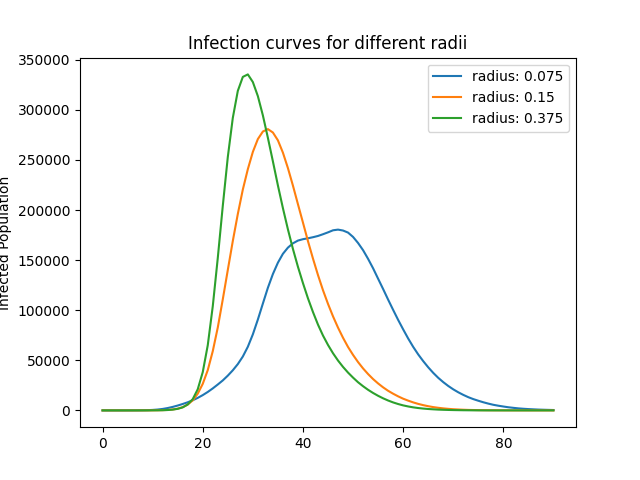 Infection curves for different radii
350000
300000
250000
200000
150000
100000
50000
0
Infected Population
radius: 0.075
radius: 0.15
radius: 0.375
0 20 40 60 80